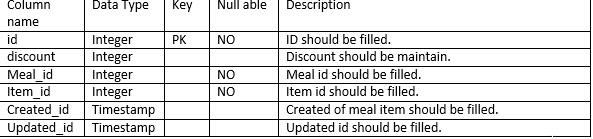 Column name Data Type Key Null able Description
id Integer PK NO ID should be filled.
discount Integer Discount should be maintain.
Meal_id Integer NO Meal id should be filled.
Item_id Integer NO Item id should be filled.
Created_id Timestamp Created of meal item should be filled.
Updated_id Timestamp Updated id should be filled.